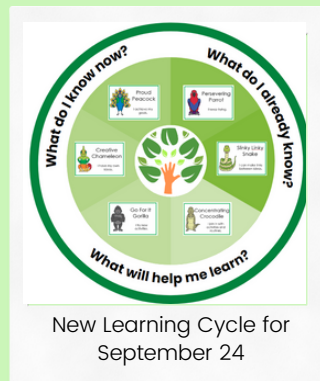 What do I know now?
What do I already know?
Proud
Peacock
Persevering
Parrot
Creative
Chameleon
Slinky Linky
Snake
Go For It
Gorilla
Concentrating
Crocodile
What will help me learn?
New Learning Cycle for
September 24